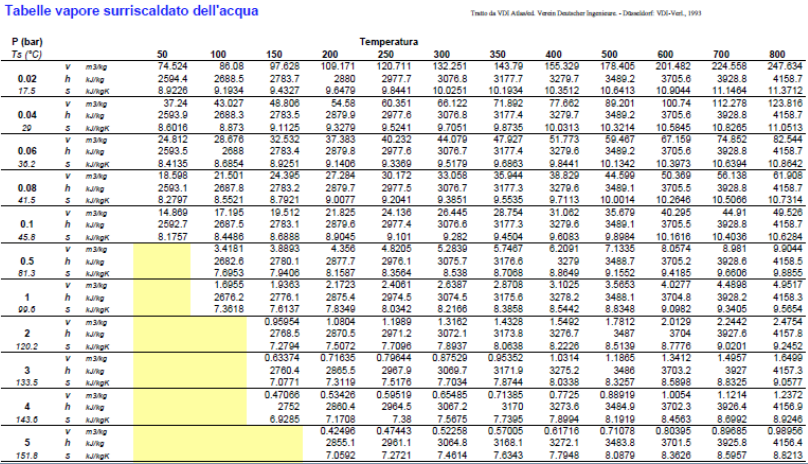 Tabelle vapore surriscaldato dell'acqua
Tratto da VDI Atlas/ed. Verein Deutscher Ingenieure. - Düsseldorf: VDI-Verl., 1993
P (bar) Temperatura
Ts (°C) 50 100 150 200 250 300 350 400 500 600 700 800
v m3/kg 74.524 86.08 97.628 109.171 120.711 132.251 143.79 155.329 178.405 201.482 224.558 247.634
0.02 h kJ/kg 2594.4 2688.5 2783.7 2880 2977.7 3076.8 3177.7 3279.7 3489.2 3705.6 3928.8 4158.7
17.5 s kJ/kgK 8.9226 9.1934 9.4327 9.6479 9.8441 10.0251 10.1934 10.3512 10.6413 10.9044 11.1464 11.3712
v m3/kg 37.24 43.027 48.806 54.58 60.351 66.122 71.892 77.662 89.201 100.74 112.278 123.816
0.04 h kJ/kg 2593.9 2688.3 2783.5 2879.9 2977.6 3076.8 3177.4 3279.7 3489.2 3705.6 3928.8 4158.7
29 s kJ/kgK 8.6016 8.873 9.1125 9.3279 9.5241 9.7051 9.8735 10.0313 10.3214 10.5845 10.8265 11.0513
v m3/kg 24.812 28.676 32.532 37.383 40.232 44.079 47.927 51.773 59.467 67.159 74.852 82.544
0.06 h kJ/kg 2593.5 2688 2783.4 2879.8 2977.6 3076.7 3177.4 3279.6 3489.2 3705.6 3928.8 4158.7
36.2 s kJ/kgK 8.4135 8.6854 8.9251 9.1406 9.3369 9.5179 9.6863 9.8441 10.1342 10.3973 10.6394 10.8642
v m3/kg 18.598 21.501 24.395 27.284 30.172 33.058 35.944 38.829 44.599 50.369 56.138 61.908
0.08 h kJ/kg 2593.1 2687.8 2783.2 2879.7 2977.5 3076.7 3177.3 3279.6 3489.1 3705.5 3928.8 4158.7
41.5 s kJ/kgK 8.2797 8.5521 8.7921 9.0077 9.2041 9.3851 9.5535 9.7113 10.0014 10.2646 10.5066 10.7314
v m3/kg 14.869 17.195 19.512 21.825 24.136 26.445 28.754 31.062 35.679 40.295 44.91 49.526
0.1 h kJ/kg 2592.7 2687.5 2783.1 2879.6 2977.4 3076.6 3177.3 3279.6 3489.1 3705.5 3928.8 4158.7
45.8 s kJ/kgK 8.1757 8.4486 8.6888 8.9045 9.101 9.282 9.4504 9.6083 9.8984 10.1616 10.4036 10.6284
v m3/kg 3.4181 3.8893 4.356 4.8205 5.2839 5.7467 6.2091 7.1335 8.0574 8.981 9.9044
0.5 h kJ/kg 2682.6 2780.1 2877.7 2976.1 3075.7 3176.6 3279 3488.7 3705.2 3928.6 4158.5
81.3 s kJ/kgK 7.6953 7.9406 8.1587 8.3564 8.538 8.7068 8.8649 9.1552 9.4185 9.6606 9.8855
v m3/kg 1.6955 1.9363 2.1723 2.4061 2.6387 2.8708 3.1025 3.5653 4.0277 4.4898 4.9517
1 h kJ/kg 2676.2 2776.1 2875.4 2974.5 3074.5 3175.6 3278.2 3488.1 3704.8 3928.2 4158.3
99.6 s kJ/kgK 7.3618 7.6137 7.8349 8.0342 8.2166 8.3858 8.5442 8.8348 9.0982 9.3405 9.5654
v m3/kg 0.95954 1.0804 1.1989 1.3162 1.4328 1.5492 1.7812 2.0129 2.2442 2.4754
2 h kJ/kg 2768.5 2870.5 2971.2 3072.1 3173.8 3276.7 3487 3704 3927.6 4157.8
120.2 s kJ/kgK 7.2794 7.5072 7.7096 7.8937 8.0638 8.2226 8.5139 8.7776 9.0201 9.2452
v m3/kg 0.63374 0.71635 0.79644 0.87529 0.95352 1.0314 1.1865 1.3412 1.4957 1.6499
3 h kJ/kg 2760.4 2865.5 2967.9 3069.7 3171.9 3275.2 3486 3703.2 3927 4157.3
133.5 s kJ/kgK 7.0771 7.3119 7.5176 7.7034 7.8744 8.0338 8.3257 8.5898 8.8325 9.0577
v m3/kg 0.47066 0.53426 0.59519 0.65485 0.71385 0.7725 0.88919 1.0054 1.1214 1.2372
4 h kJ/kg 2752 2860.4 2964.5 3067.2 3170 3273.6 3484.9 3702.3 3926.4 4156.9
143.6 s kJ/kgK 6.9285 7.1708 7.38 7.5675 7.7395 7.8994 8.1919 8.4563 8.6992 8.9246
v m3/kg 0.42496 0.47443 0.52258 0.57005 0.61716 0.71078 0.80395 0.89685 0.98956
5 h kJ/kg 2855.1 2961.1 3064.8 3168.1 3272.1 3483.8 3701.5 3925.8 4156.4
151.8 s kJ/kgK 7.0592 7.2721 7.4614 7.6343 7.7948 8.0879 8.3626 8.5957 8.8213